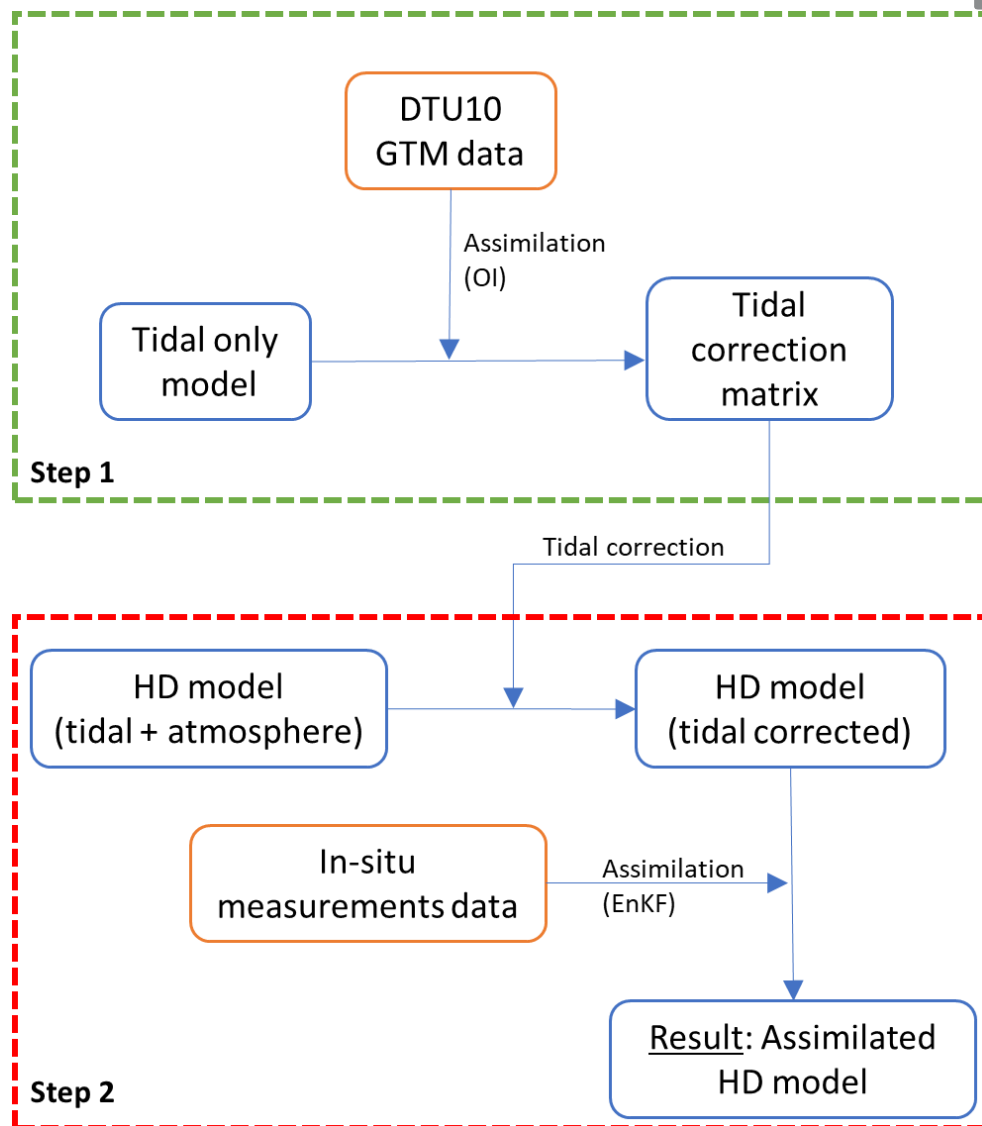 DTU10
GTM data
Assimilation
(OI)
Tidal only
model
Tidal
correction
matrix
Step 1
Tidal correction
HD model
(tidal + atmosphere)
HD model
(tidal corrected)
In-situ
measurements data
Assimilation
(EnKF)
Result: Assimilated
HD model
Step 2